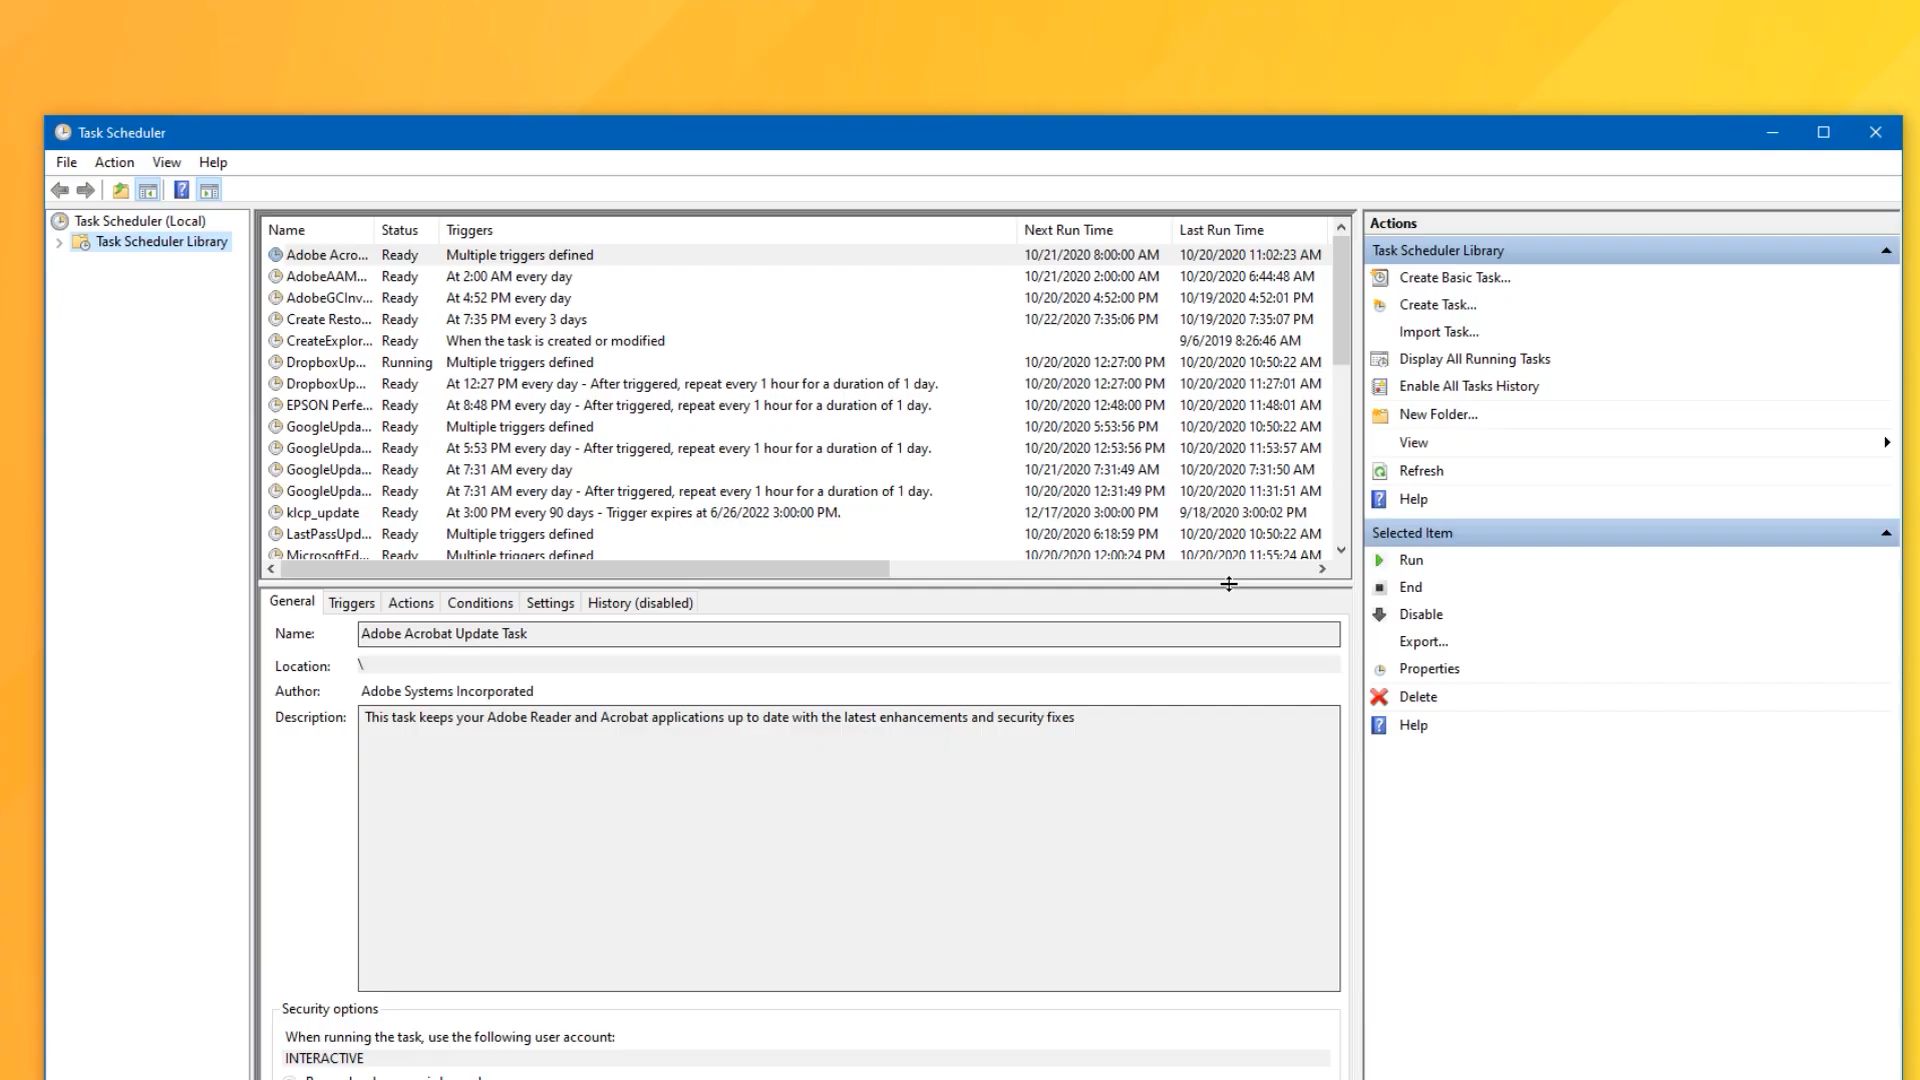 Task Scheduler
File Action View Help
Task Scheduler (Local)
Task Scheduler Library
Name Status Triggers Next Run Time Last Run Time
Adobe Acro... Ready Multiple triggers defined 10/21/2020 8:00:00 AM 10/20/2020 11:02:23 AM
AdobeAAM... Ready At 2:00 AM every day 10/21/2020 2:00:00 AM 10/20/2020 6:44:48 AM
AdobeGCInv... Ready At 4:52 PM every day 10/20/2020 4:52:00 PM 10/19/2020 4:52:01 PM
Create Resto... Ready At 7:35 PM every 3 days 10/22/2020 7:35:06 PM 10/19/2020 7:35:07 PM
CreateExplor... Ready When the task is created or modified 9/6/2019 8:26:46 AM
DropboxUp... Running Multiple triggers defined 10/20/2020 12:27:00 PM 10/20/2020 10:50:22 AM
DropboxUp... Ready At 12:27 PM every day - After triggered, repeat every 1 hour for a duration of 1 day. 10/20/2020 12:27:00 PM 10/20/2020 11:27:01 AM
EPSON Perfe... Ready At 8:48 PM every day - After triggered, repeat every 1 hour for a duration of 1 day. 10/20/2020 12:48:00 PM 10/20/2020 11:48:01 AM
GoogleUpda... Ready Multiple triggers defined 10/20/2020 5:53:56 PM 10/20/2020 10:50:22 AM
GoogleUpda... Ready At 5:53 PM every day - After triggered, repeat every 1 hour for a duration of 1 day. 10/20/2020 12:53:56 PM 10/20/2020 11:53:57 AM
GoogleUpda... Ready At 7:31 AM every day 10/21/2020 7:31:49 AM 10/20/2020 7:31:50 AM
GoogleUpda... Ready At 7:31 AM every day - After triggered, repeat every 1 hour for a duration of 1 day. 10/20/2020 12:31:49 PM 10/20/2020 11:31:51 AM
klcp_update Ready At 3:00 PM every 90 days - Trigger expires at 6/26/2022 3:00:00 PM. 12/17/2020 3:00:00 PM 9/18/2020 3:00:02 PM
LastPassUpd... Ready Multiple triggers defined 10/20/2020 6:18:59 PM 10/20/2020 10:50:22 AM
MicrosoftEd... Ready Multiple triggers defined 10/20/2020 12:00:24 PM 10/20/2020 11:55:24 AM
General Triggers Actions Conditions Settings History (disabled)
Name: Adobe Acrobat Update Task
Location: \
Author: Adobe Systems Incorporated
Description: This task keeps your Adobe Reader and Acrobat applications up to date with the latest enhancements and security fixes
Security options
When running the task, use the following user account:
INTERACTIVE
Actions
Task Scheduler Library
Create Basic Task...
Create Task...
Import Task...
Display All Running Tasks
Enable All Tasks History
New Folder...
View
Refresh
Help
Selected Item
Run
End
Disable
Export...
Properties
Delete
Help